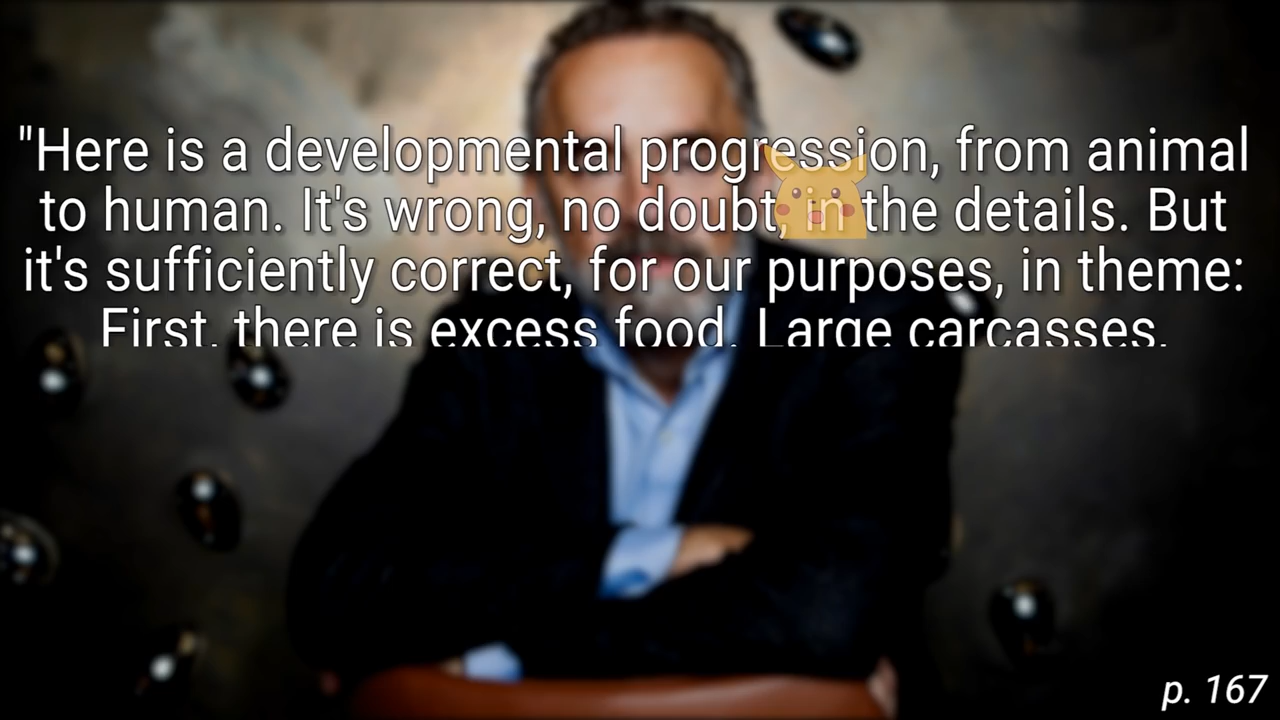 "Here is a developmental progression, from animal
to human. It's wrong, no doubt, in the details. But
it's sufficiently correct, for our purposes, in theme:
First, there is excess food. Large carcasses,
p. 167